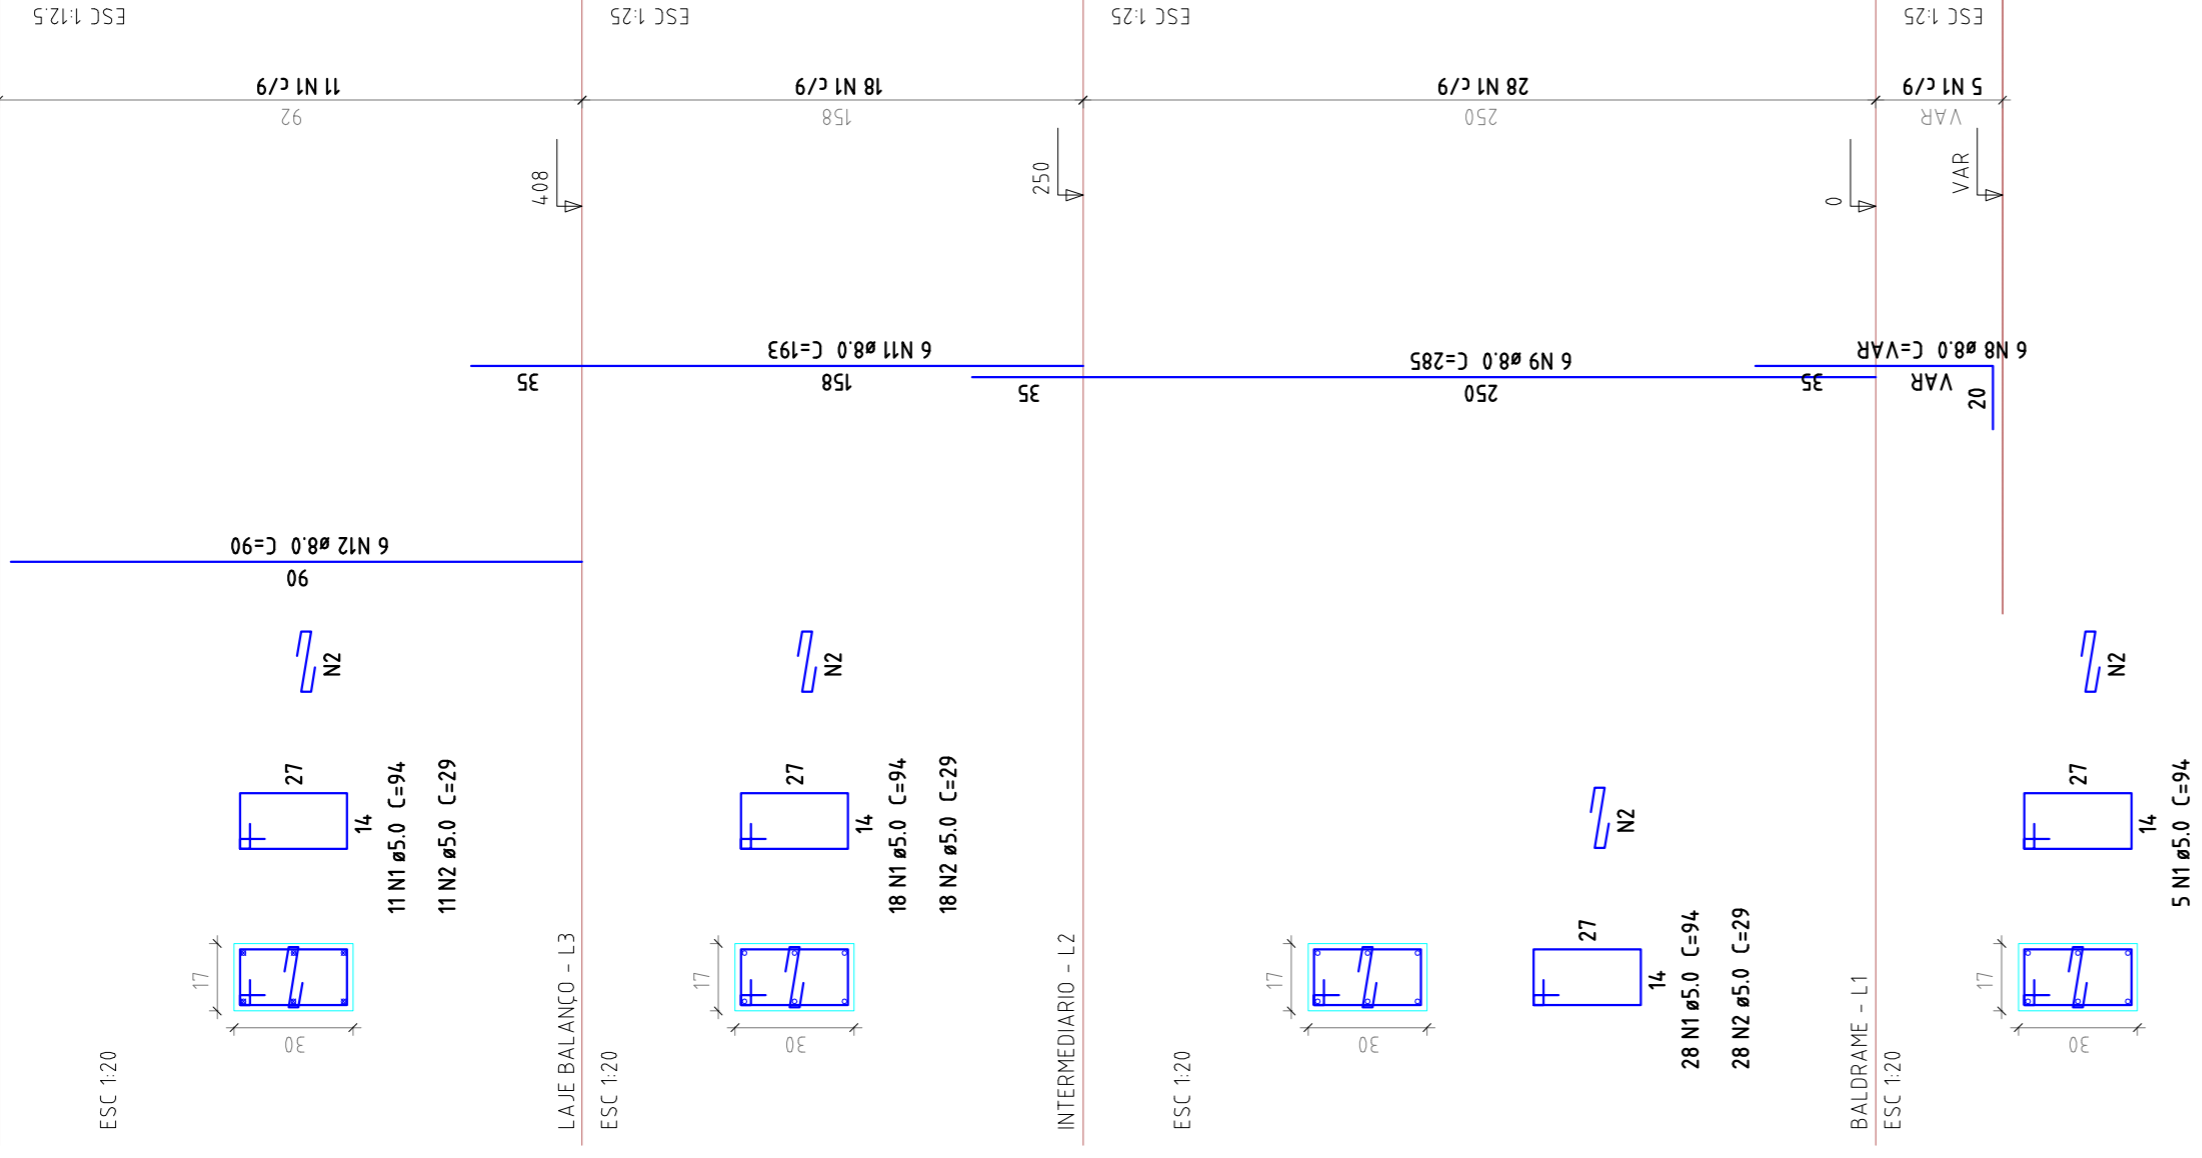 ESC 1:12.5
11 N1 c/9
92
6 N12 ø8.0 C=90
90
N2
27
14
11 N1 ø5.0 C=94
11 N2 ø5.0 C=29
17
30
ESC 1:20
LAJE BALANÇO - L3
408
ESC 1:25
18 N1 c/9
158
6 N11 ø8.0 C=193
158
35
N2
27
14
18 N1 ø5.0 C=94
18 N2 ø5.0 C=29
17
30
ESC 1:20
INTERMEDIARIO - L2
250
ESC 1:25
28 N1 c/9
250
6 N9 ø8.0 C=285
250
35
N2
27
14
28 N1 ø5.0 C=94
28 N2 ø5.0 C=29
17
30
ESC 1:20
BALDRAME - L1
0
ESC 1:25
5 N1 c/9
VAR
VAR
6 N8 ø8.0 C=VAR
VAR
35
20
N2
27
14
5 N1 ø5.0 C=94
17
30
ESC 1:20